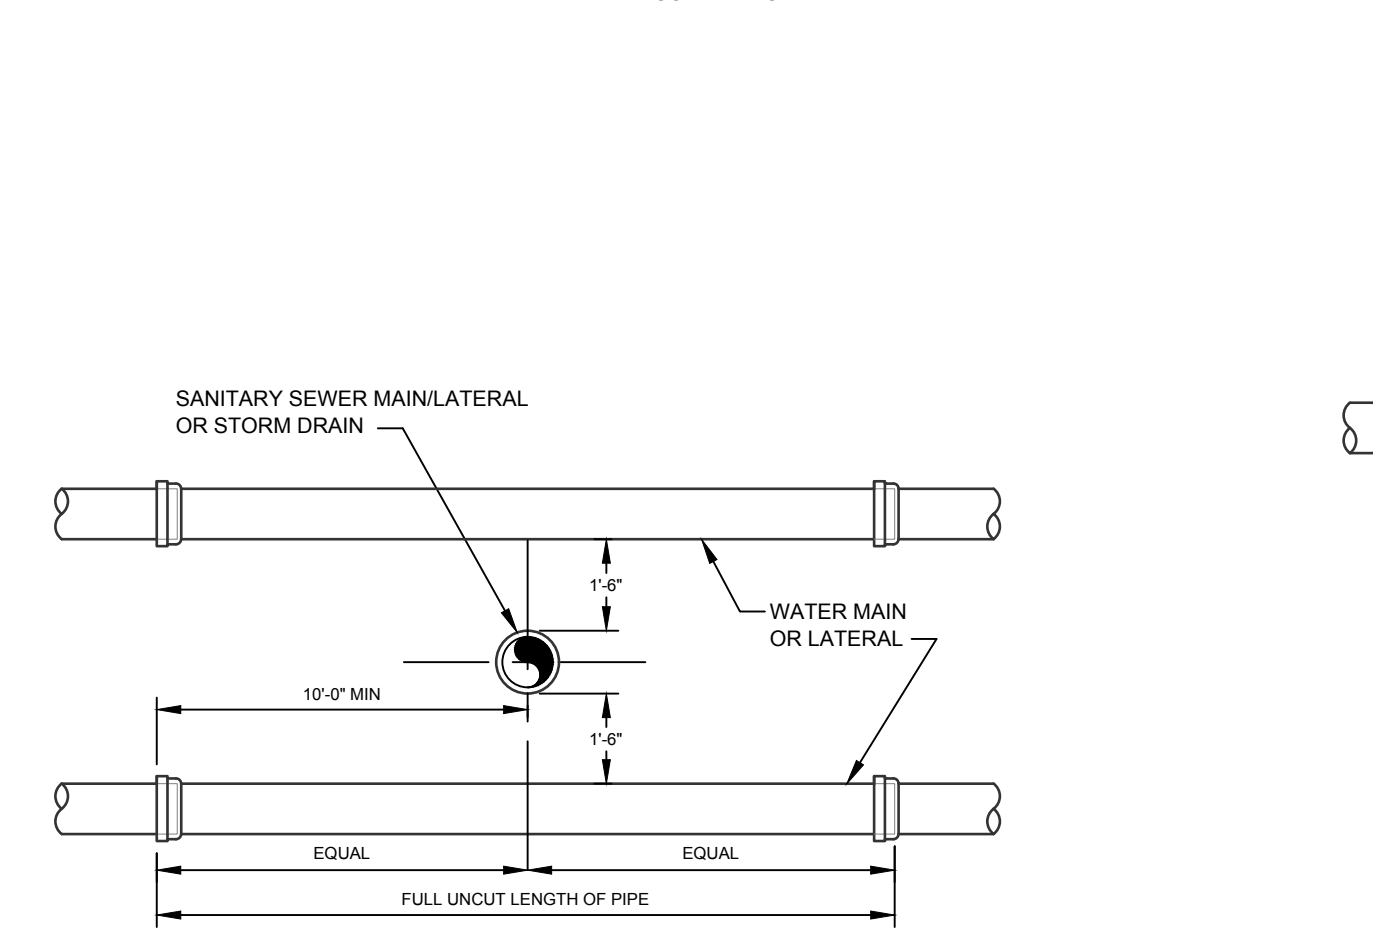 SANITARY SEWER MAIN/LATERAL
OR STORM DRAIN
1'-6"
WATER MAIN
OR LATERAL
10'-0" MIN
1'-6"
EQUAL
EQUAL
FULL UNCUT LENGTH OF PIPE